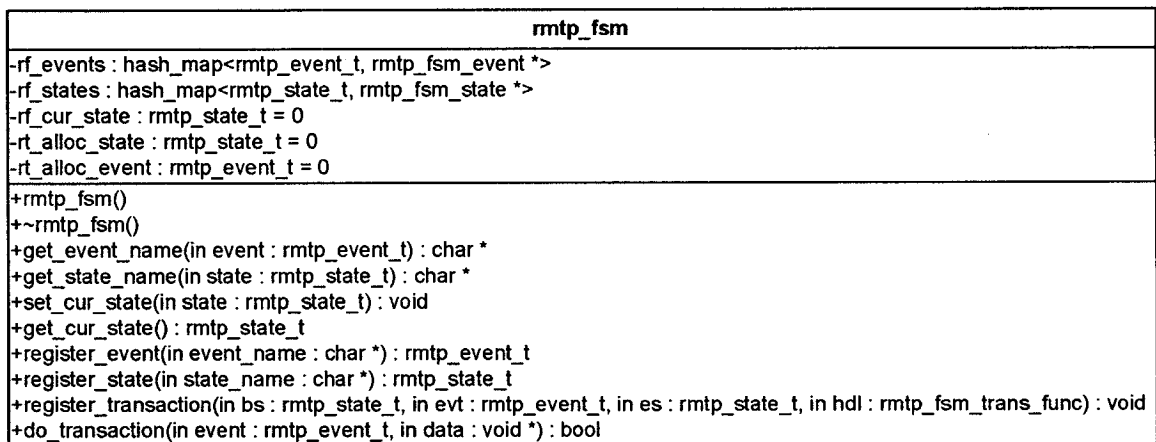 rmtp_fsm
-rf_events : hash_map<rmtp_event_t, rmtp_fsm_event *>
-rf_states : hash_map<rmtp_state_t, rmtp_fsm_state *>
-rf_cur_state : rmtp_state_t = 0
-rt_alloc_state : rmtp_state_t = 0
-rt_alloc_event : rmtp_event_t = 0
+rmtp_fsm()
+~rmtp_fsm()
+get_event_name(in event : rmtp_event_t) : char *
+get_state_name(in state : rmtp_state_t) : char *
+set_cur_state(in state : rmtp_state_t) : void
+get_cur_state() : rmtp_state_t
+register_event(in event_name : char *) : rmtp_event_t
+register_state(in state_name : char *) : rmtp_state_t
+register_transaction(in bs : rmtp_state_t, in evt : rmtp_event_t, in es : rmtp_state_t, in hdl : rmtp_fsm_trans_func) : void
+do_transaction(in event : rmtp_event_t, in data : void *) : bool